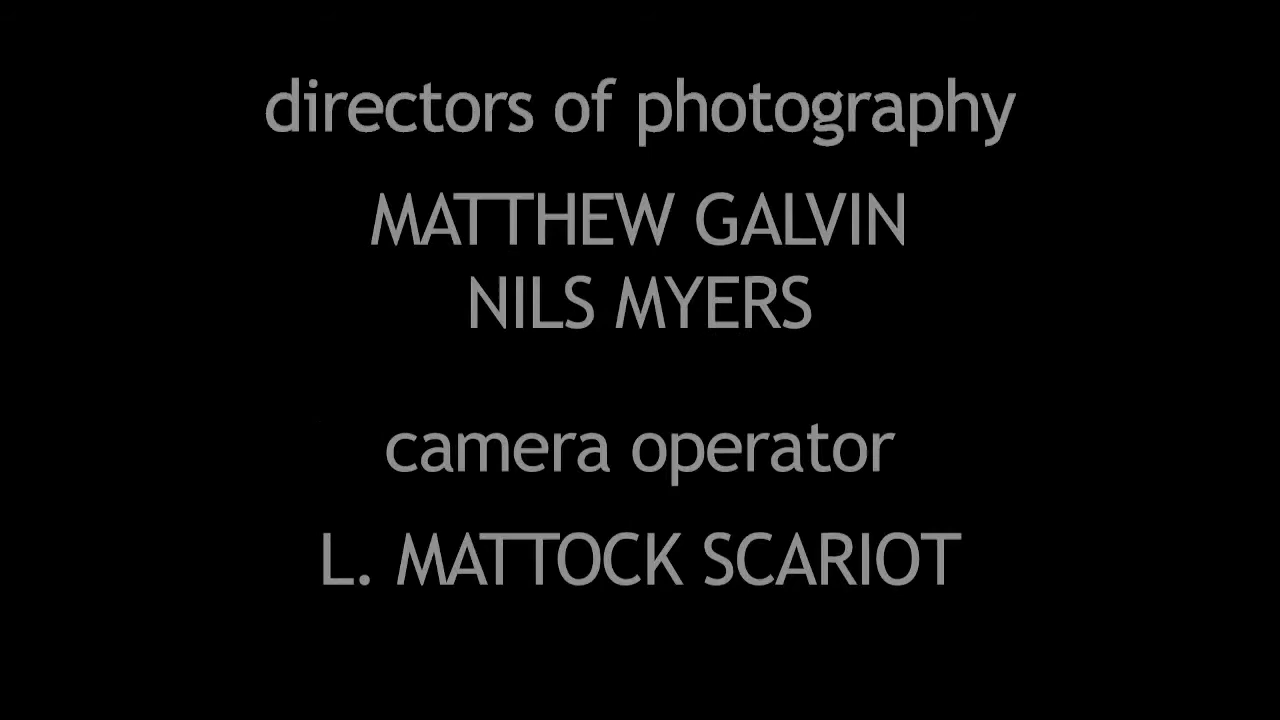 directors of photography
MATTHEW GALVIN
NILS MYERS
camera operator
L. MATTOCK SCARIOT